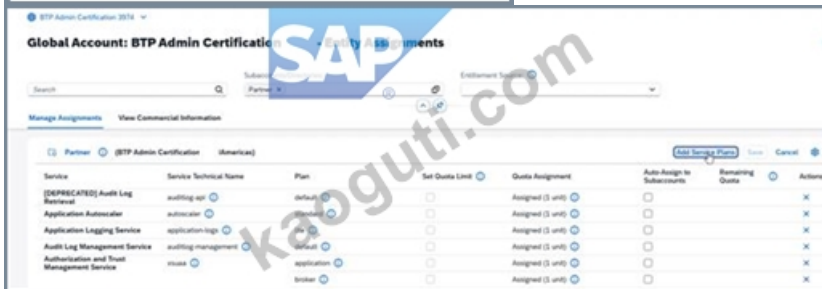 BTP Admin Certification 3974
Global Account: BTP Admin Certification - Entity Assignments
SAP
kaoguti.com
Search
Partner
Entitlement
Manage Assignments View Commercial Information
Partner (BTP Admin Certification iAmericas)
Add Service Plans Save Cancel
Service Service Technical Name Plan Set Quota Limit Quota Assignment Auto-Assign to Subaccounts Remaining Quota Actions
[DEPRECATED] Audit Log Retrieval auditlog-api default Assigned (1 unit)
Application Autoscaler autoscaler standard Assigned (1 unit)
Application Logging Service application-logs lite Assigned (1 unit)
Audit Log Management Service auditlog-management default Assigned (1 unit)
Authorization and Trust Management Service xsuaa application Assigned (1 unit)
broker Assigned (1 unit)